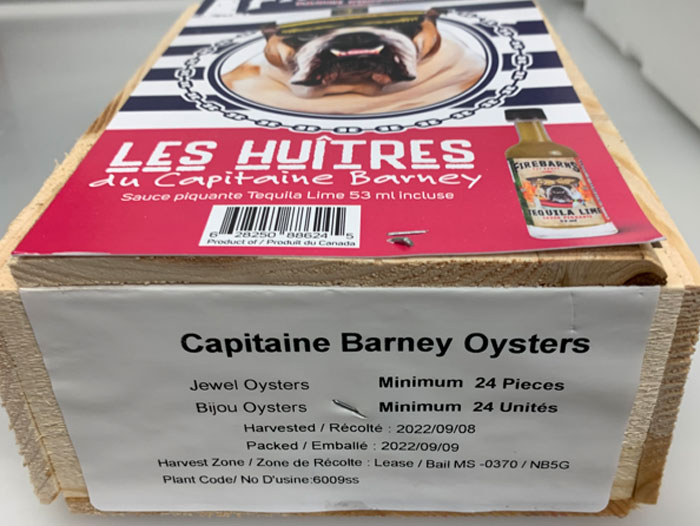 LES HUÎTRES
du Capitaine Barney
Sauce piquante Tequila Lime 53 ml incluse
6 28250 88624 5
Product of / Produit du Canada
FIREBARNS
TEQUILA LIME
Capitaine Barney Oysters
Jewel Oysters Minimum 24 Pieces
Bijou Oysters Minimum 24 Unités
Harvested / Récolté : 2022/09/08
Packed / Emballé : 2022/09/09
Harvest Zone / Zone de Récolte : Lease / Bail MS -0370 / NB5G
Plant Code/ No D'usine:6009ss